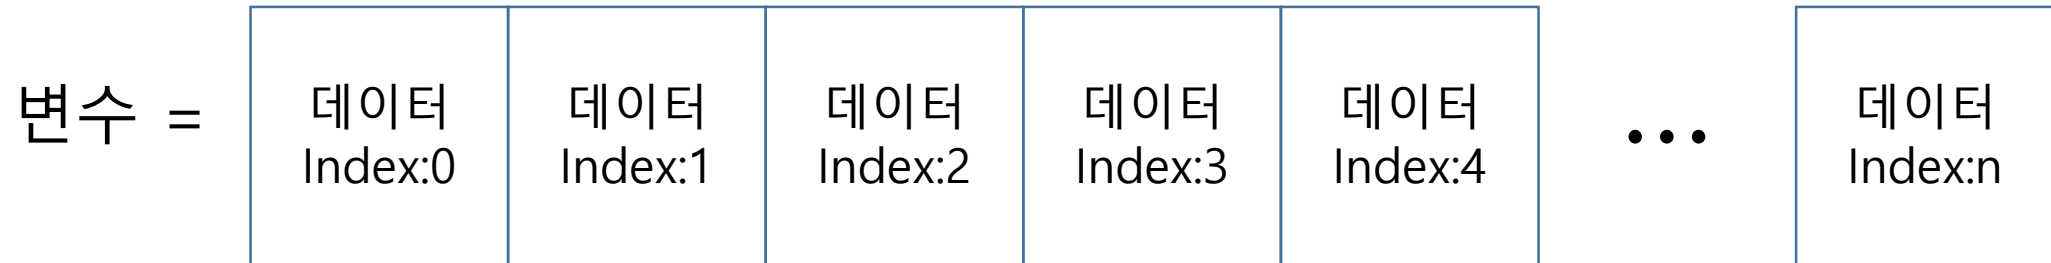 변수 =
데이터
Index:0
데이터
Index:1
데이터
Index:2
데이터
Index:3
데이터
Index:4
...
데이터
Index:n